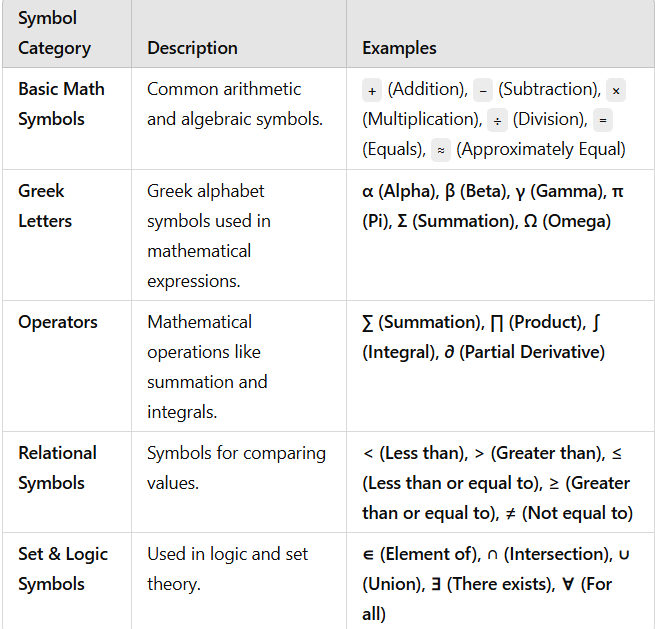 Symbol
Category
Description
Examples
Basic Math
Symbols
Common arithmetic
and algebraic symbols.
+ (Addition), − (Subtraction), ×
(Multiplication), ÷ (Division), =
(Equals), ≈ (Approximately Equal)
Greek
Letters
Greek alphabet
symbols used in
mathematical
expressions.
α (Alpha), β (Beta), γ (Gamma), π
(Pi), Σ (Summation), Ω (Omega)
Operators
Mathematical
operations like
summation and
integrals.
∑ (Summation), ∏ (Product), ∫
(Integral), ∂ (Partial Derivative)
Relational
Symbols
Symbols for comparing
values.
< (Less than), > (Greater than), ≤
(Less than or equal to), ≥ (Greater
than or equal to), ≠ (Not equal to)
Set & Logic
Symbols
Used in logic and set
theory.
∈ (Element of), ∩ (Intersection), ∪
(Union), ∃ (There exists), ∀ (For
all)